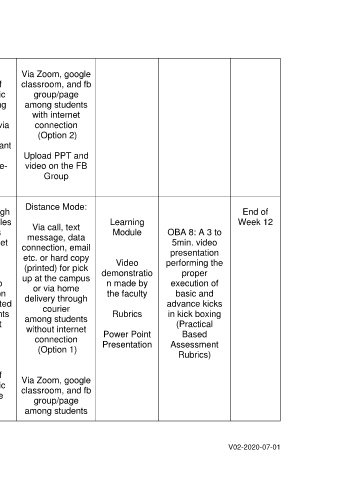 Via Zoom, google
classroom, and fb
group/page
among students
with internet
connection
(Option 2)
Upload PPT and
video on the FB
Group
via
Distance Mode:
Via call, text
message, data
connection, email
etc. or hard copy
(printed) for pick
up at the campus
or via home
delivery through
courier
among students
without internet
connection
(Option 1)
Via Zoom, google
classroom, and fb
group/page
among students
Learning
Module
Video
demonstratio
n made by
the faculty
Rubrics
Power Point
Presentation
OBA 8: A 3 to
5min. video
presentation
performing the
proper
execution of
basic and
advance kicks
in kick boxing
(Practical
Based
Assessment
Rubrics)
End of
Week 12
V02-2020-07-01